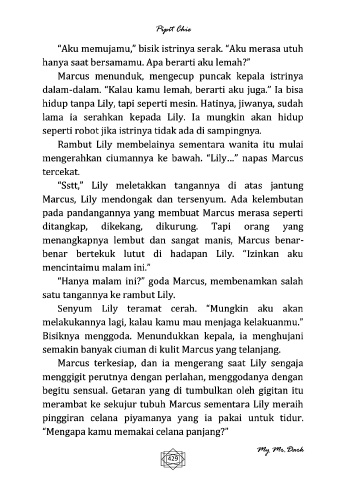 Pipit Chie
"Aku memujamu," bisik istrinya serak. "Aku merasa utuh
hanya saat bersamamu. Apa berarti aku lemah?"
Marcus menunduk, mengecup puncak kepala istrinya
dalam-dalam. "Kalau kamu lemah, berarti aku juga." Ia bisa
hidup tanpa Lily, tapi seperti mesin. Hatinya, jiwanya, sudah
lama ia serahkan kepada Lily. Ia mungkin akan hidup
seperti robot jika istrinya tidak ada di sampingnya.
Rambut Lily membelainya sementara wanita itu mulai
mengerahkan ciumannya ke bawah. "Lily…" napas Marcus
tercekat.
"Sstt," Lily meletakkan tangannya di atas jantung
Marcus, Lily mendongak dan tersenyum. Ada kelembutan
pada pandangannya yang membuat Marcus merasa seperti
ditangkap, dikekang, dikurung. Tapi orang yang
menangkapnya lembut dan sangat manis, Marcus benar-
benar bertekuk lutut di hadapan Lily. "Izinkan aku
mencintaimu malam ini."
"Hanya malam ini?" goda Marcus, membenamkan salah
satu tangannya ke rambut Lily.
Senyum Lily teramat cerah. "Mungkin aku akan
melakukannya lagi, kalau kamu mau menjaga kelakuanmu."
Bisiknya menggoda. Menundukkan kepala, ia menghujani
semakin banyak ciuman di kulit Marcus yang telanjang.
Marcus terkesiap, dan ia mengerang saat Lily sengaja
menggigit perutnya dengan perlahan, menggodanya dengan
begitu sensual. Getaran yang di tumbulkan oleh gigitan itu
merambat ke sekujur tubuh Marcus sementara Lily meraih
pinggiran celana piyamanya yang ia pakai untuk tidur.
"Mengapa kamu memakai celana panjang?"
My Mr. Dark
429